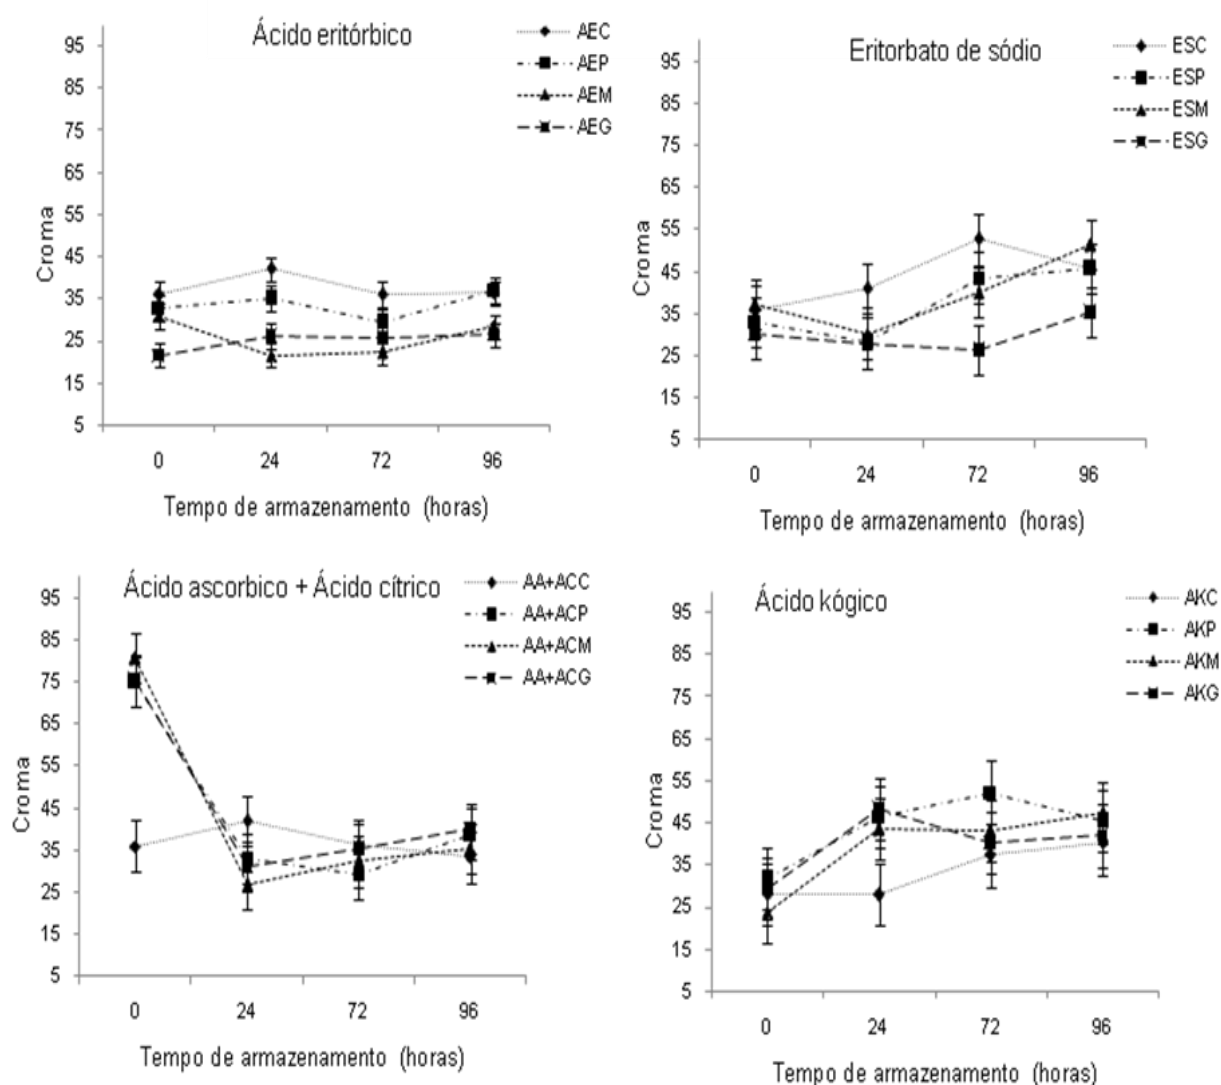 Ácido eritórbico
AEC
AEP
AEM
AEG
95
85
75
65
55
45
35
25
15
5
Croma
0 24 72 96
Tempo de armazenamento (horas)
Eritorbato de sódio
ESC
ESP
ESM
ESG
95
85
75
65
55
45
35
25
15
5
Croma
0 24 72 96
Tempo de armazenamento (horas)
Ácido ascorbico + Ácido cítrico
AA+ACC
AA+ACP
AA+ACM
AA+ACG
95
85
75
65
55
45
35
25
15
5
Croma
0 24 72 96
Tempo de armazenamento (horas)
Ácido kógico
AKC
AKP
AKM
AKG
95
85
75
65
55
45
35
25
15
5
Croma
0 24 72 96
Tempo de armazenamento (horas)